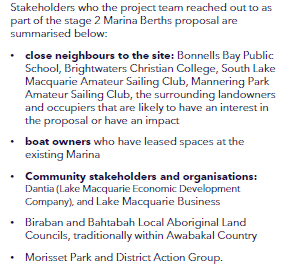 Stakeholders who the project team reached out to as
part of the stage 2 Marina Berths proposal are
summarised below:
• close neighbours to the site: Bonnells Bay Public
School, Brightwaters Christian College, South Lake
Macquarie Amateur Sailing Club, Mannering Park
Amateur Sailing Club, the surrounding landowners
and occupiers that are likely to have an interest in
the proposal or have an impact
• boat owners who have leased spaces at the
existing Marina
• Community stakeholders and organisations:
Dantia (Lake Macquarie Economic Development
Company), and Lake Macquarie Business
• Biraban and Bahtabah Local Aboriginal Land
Councils, traditionally within Awabakal Country
• Morisset Park and District Action Group.